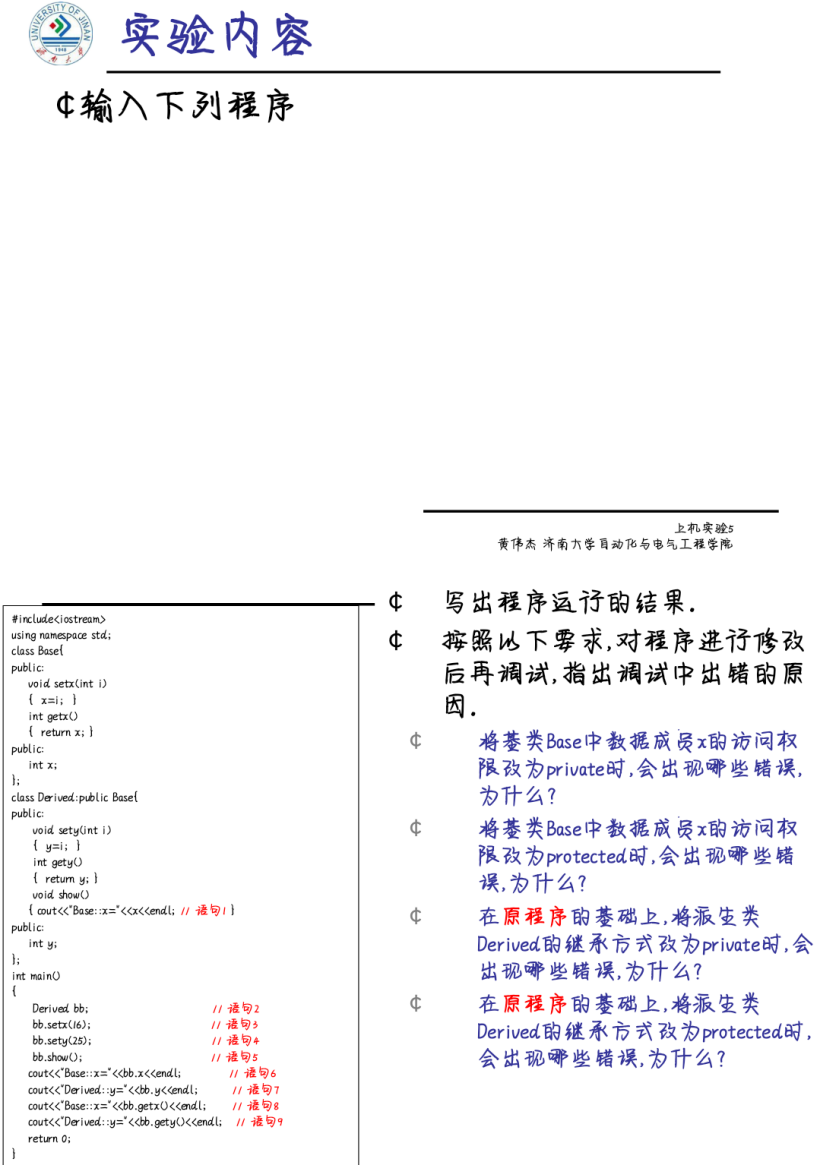 UNIVERSITY OF JINAN
1948
济南大学
实验内容
¢输入下列程序
上机实验5
黄伟杰 济南大学自动化与电气工程学院
#include<iostream>
using namespace std;
class Base{
public:
void setx(int i)
{ x=i; }
int getx()
{ return x; }
public:
int x;
};
class Derived:public Base{
public:
void sety(int i)
{ y=i; }
int gety()
{ return y; }
void show()
{ cout<<"Base::x="<<x<<endl; // 语句1 }
public:
int y;
};
int main()
{
Derived bb; // 语句2
bb.setx(16); // 语句3
bb.sety(25); // 语句4
bb.show(); // 语句5
cout<<"Base::x="<<bb.x<<endl; // 语句6
cout<<"Derived::y="<<bb.y<<endl; // 语句7
cout<<"Base::x="<<bb.getx()<<endl; // 语句8
cout<<"Derived::y="<<bb.gety()<<endl; // 语句9
return 0;
}
¢ 写出程序运行的结果.
¢ 按照以下要求,对程序进行修改
后再调试,指出调试中出错的原
因.
¢ 将基类Base中数据成员x的访问权
限改为private时,会出现哪些错误,
为什么?
¢ 将基类Base中数据成员x的访问权
限改为protected时,会出现哪些错
误,为什么?
¢ 在原程序的基础上,将派生类
Derived的继承方式改为private时,会
出现哪些错误,为什么?
¢ 在原程序的基础上,将派生类
Derived的继承方式改为protected时,
会出现哪些错误,为什么?